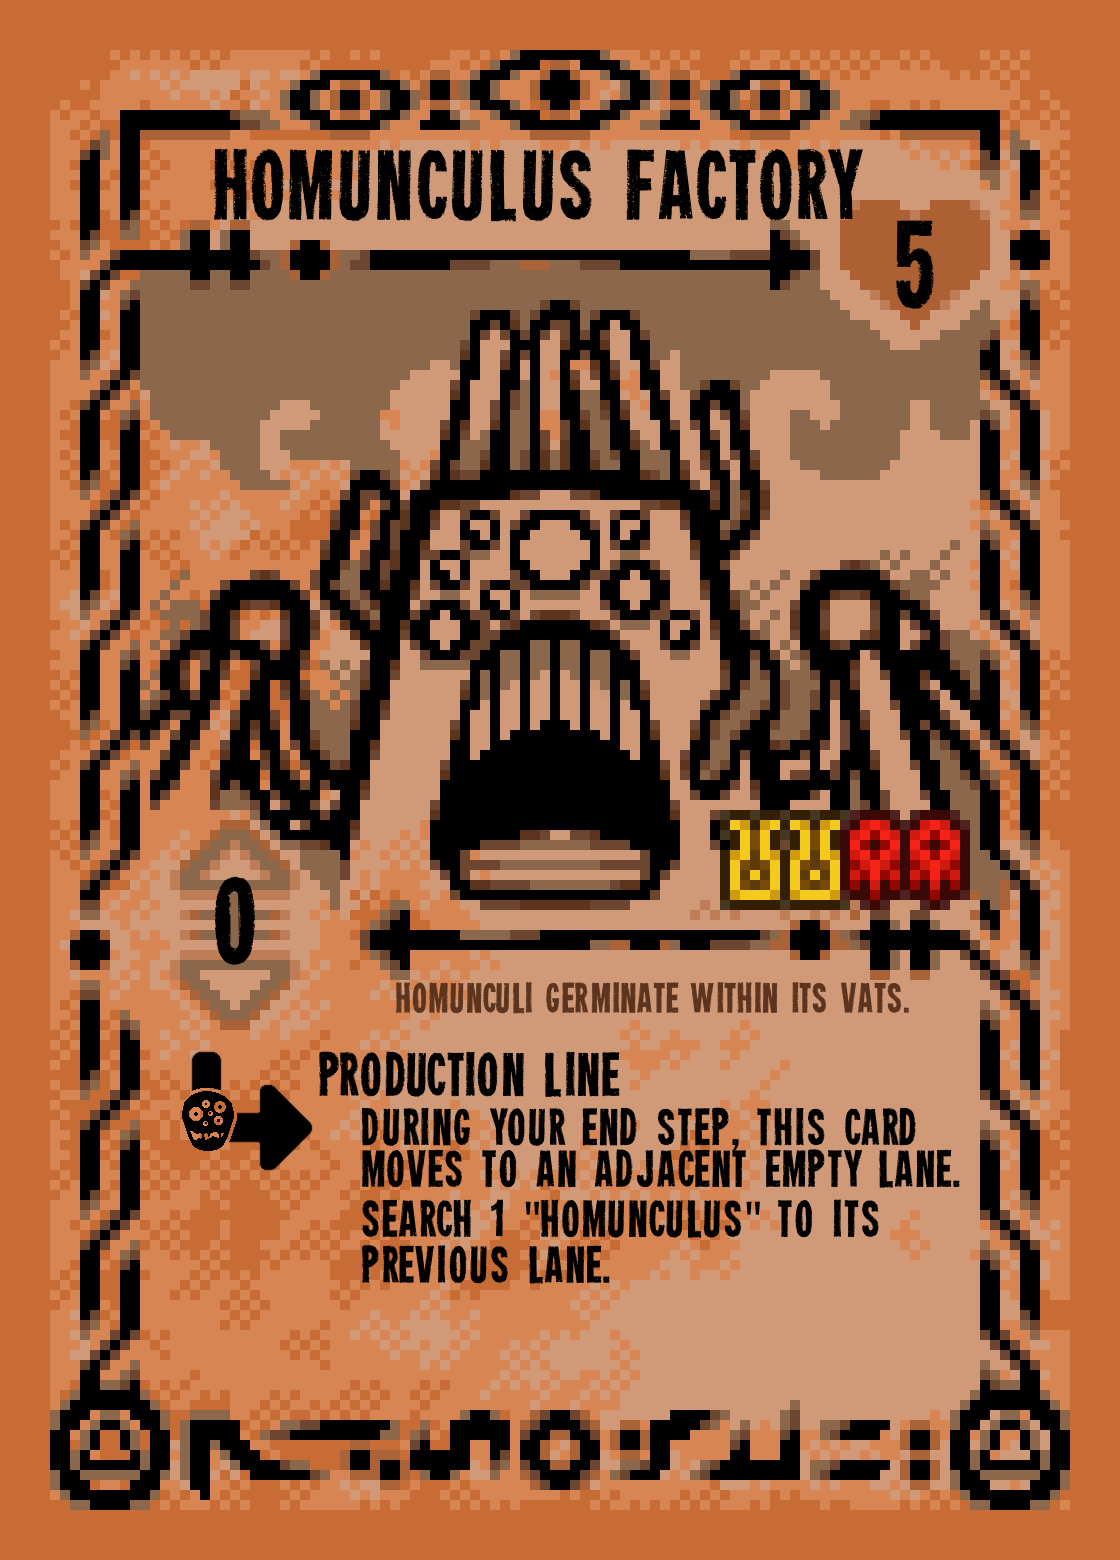 HOMUNCULUS FACTORY
5
0
HOMUNCULI GERMINATE WITHIN ITS VATS.
PRODUCTION LINE
DURING YOUR END STEP, THIS CARD
MOVES TO AN ADJACENT EMPTY LANE.
SEARCH 1 "HOMUNCULUS" TO ITS
PREVIOUS LANE.